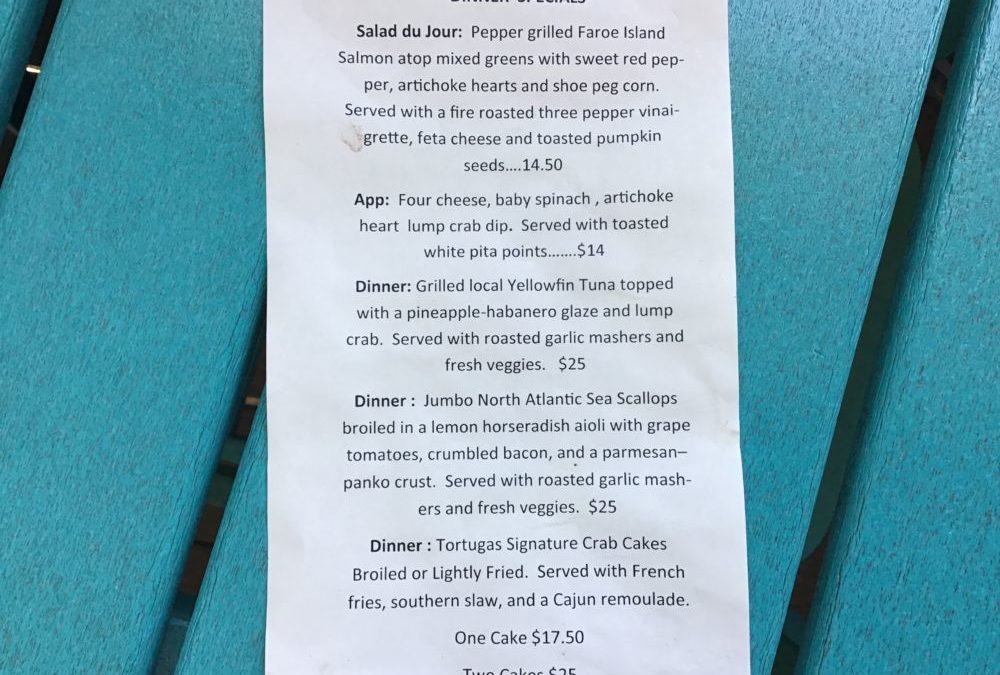 DINNER SPECIALS
Salad du Jour: Pepper grilled Faroe Island
Salmon atop mixed greens with sweet red pep-
per, artichoke hearts and shoe peg corn.
Served with a fire roasted three pepper vinai-
grette, feta cheese and toasted pumpkin
seeds....14.50
App: Four cheese, baby spinach , artichoke
heart lump crab dip. Served with toasted
white pita points.......$14
Dinner: Grilled local Yellowfin Tuna topped
with a pineapple-habanero glaze and lump
crab. Served with roasted garlic mashers and
fresh veggies. $25
Dinner : Jumbo North Atlantic Sea Scallops
broiled in a lemon horseradish aioli with grape
tomatoes, crumbled bacon, and a parmesan–
panko crust. Served with roasted garlic mash-
ers and fresh veggies. $25
Dinner : Tortugas Signature Crab Cakes
Broiled or Lightly Fried. Served with French
fries, southern slaw, and a Cajun remoulade.
One Cake $17.50
Two Cakes $25